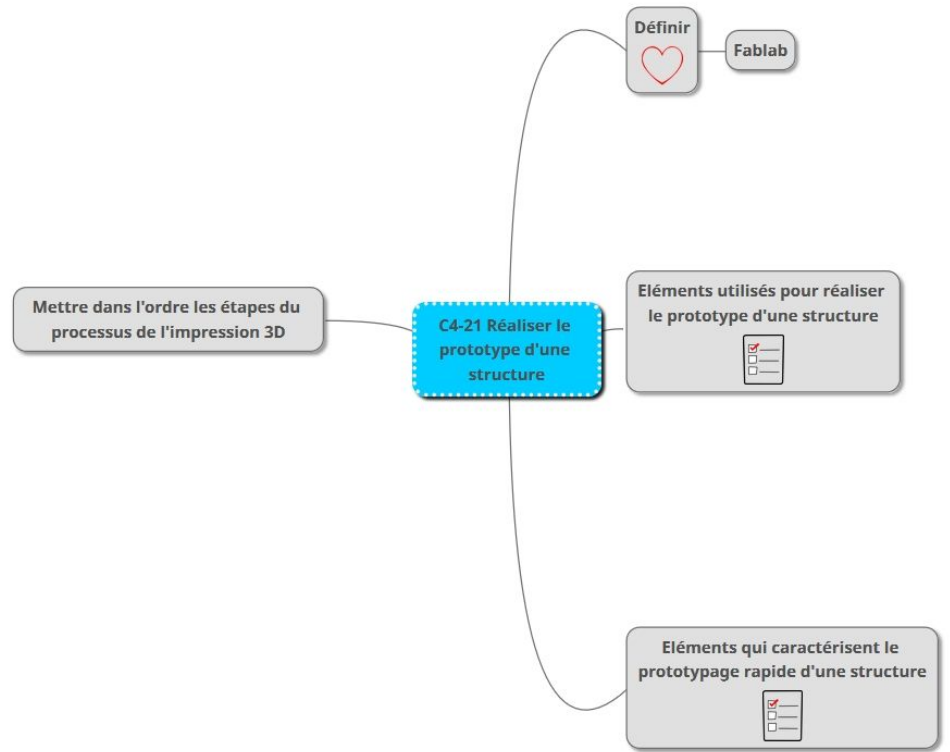 Définir
Fablab
Eléments utilisés pour réaliser
le prototype d'une structure
Mettre dans l'ordre les étapes du
processus de l'impression 3D
C4-21 Réaliser le
prototype d'une
structure
Eléments qui caractérisent le
prototypage rapide d'une structure